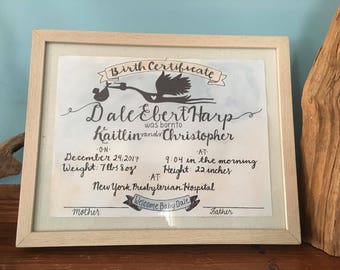 Birth Certificate
Dale Ebert Harp
was born to
Kaitlin and Christopher
·ON· ·AT·
December 24, 2017 9:04 in the morning
Weight: 7 lbs 8 oz Height: 22 inches
AT
New York Presbyterian Hospital
Welcome Baby Dale
Mother Father